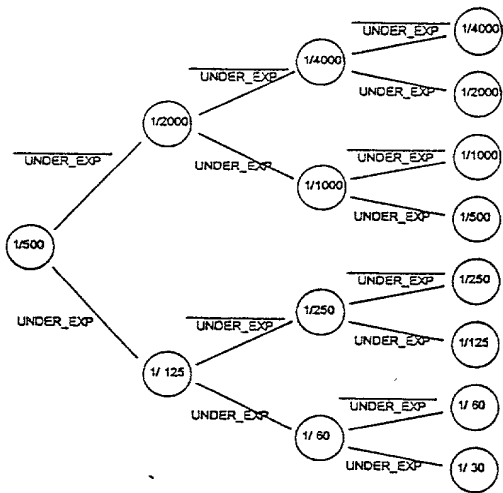 1/4000
UNDER_EXP
1/4000
UNDER_EXP
UNDER_EXP
1/2000
1/2000
UNDER_EXP
1/1000
UNDER_EXP
UNDER_EXP
1/1000
UNDER_EXP
1/500
1/500
UNDER_EXP
1/250
UNDER_EXP
1/250
UNDER_EXP
UNDER_EXP
1/125
1/ 125
UNDER_EXP
1/ 60
UNDER_EXP
1/ 60
UNDER_EXP
1/ 30